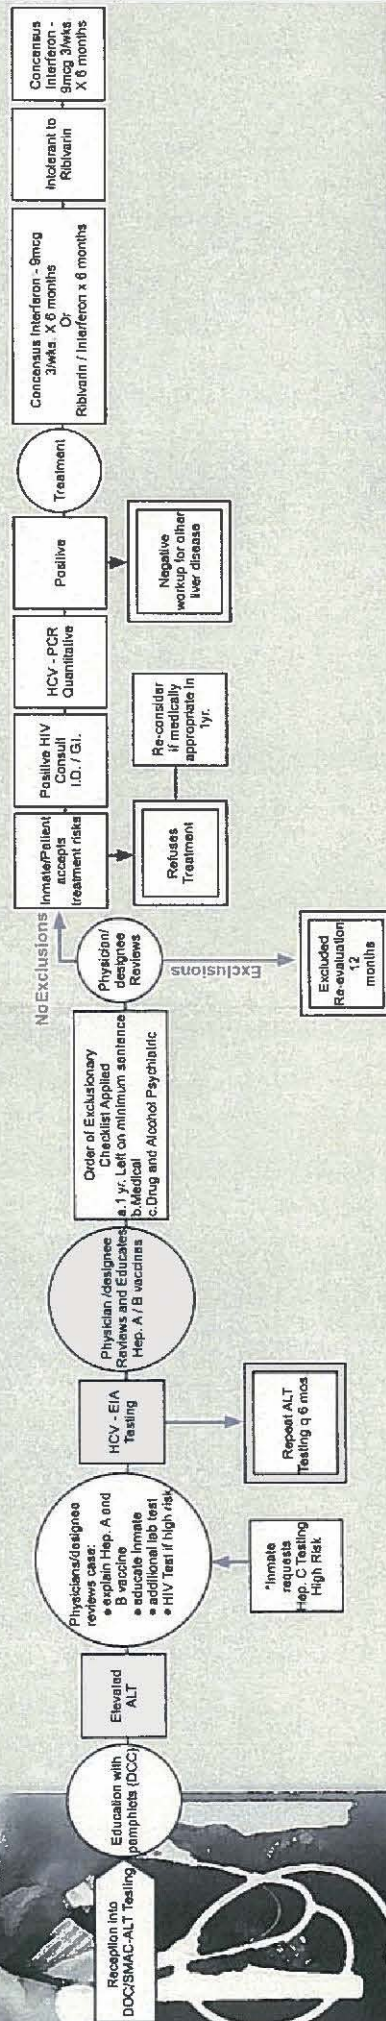 Reception into
DOC/SMAC-ALT Testing
Education with
pamphlets (DCC)
Elevated
ALT
Physicians/designee
reviews case:
● explain Hep. A and
B vaccine
● educate inmate
● additional lab test
● HIV Test if high risk
*Inmate
requests
Hep. C Testing
High Risk
HCV - EIA
Testing
Repeat ALT
Testing q 6 mos
Physician /designee
Reviews and Educates
Hep. A / B vaccines
Order of Exclusionary
Checklist Applied
a.1 yr. Left on minimum sentence
b.Medical
c.Drug and Alcohol Psychiatric
Physician/
designee
Reviews
No Exclusions
Exclusions
Excluded
Re-evaluation
12
months
Inmate/Patient
accepts
treatment risks
Refuses
Treatment
Re-consider
if medically
appropriate in
1yr.
Positive HIV
Consult
I.D. / G.I.
HCV - PCR
Quantitative
Positive
Negative
workup for other
liver disease
Treatment
Concensus Interferon - 9mcg
3/wks. X 6 months
Or
Ribivarin / Interferon x 6 months
Intolerant to
Ribivarin
Concensus
Interferon -
9mcg 3/wks
X 6 months